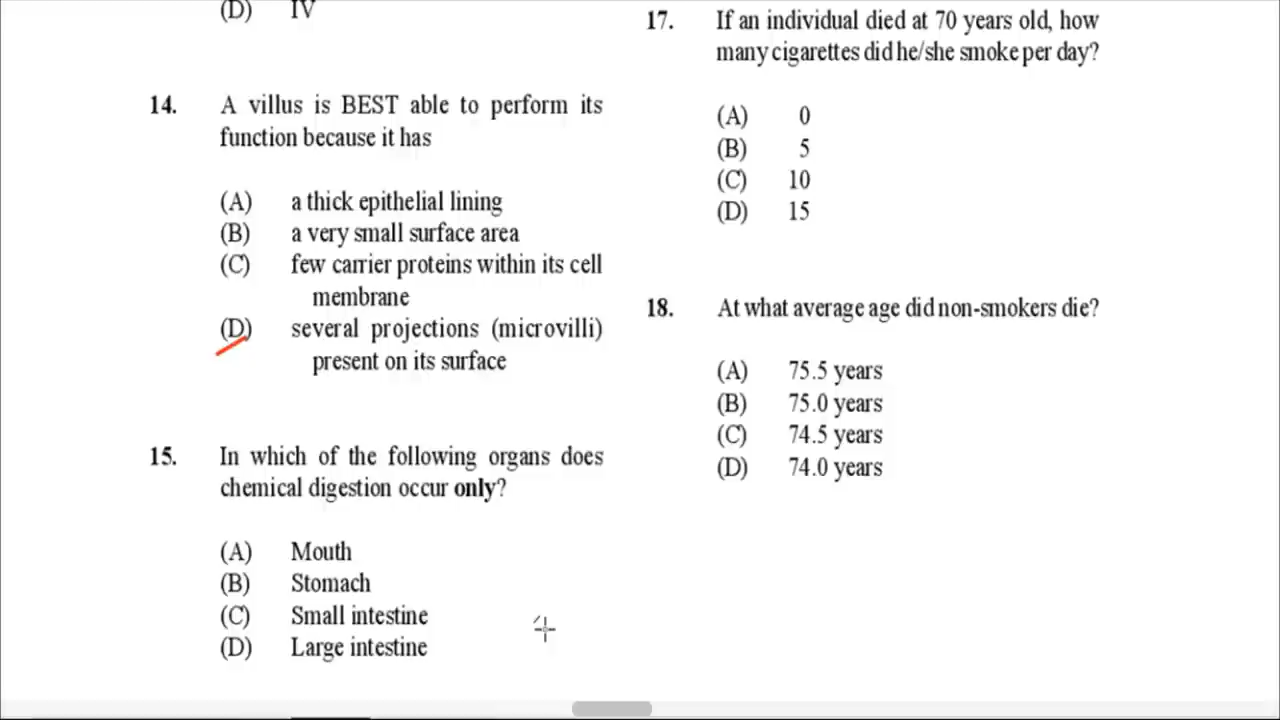 (D) IV
14. A villus is BEST able to perform its
function because it has
(A) a thick epithelial lining
(B) a very small surface area
(C) few carrier proteins within its cell
membrane
(D) several projections (microvilli)
present on its surface
15. In which of the following organs does
chemical digestion occur only?
(A) Mouth
(B) Stomach
(C) Small intestine
(D) Large intestine
17. If an individual died at 70 years old, how
many cigarettes did he/she smoke per day?
(A) 0
(B) 5
(C) 10
(D) 15
18. At what average age did non-smokers die?
(A) 75.5 years
(B) 75.0 years
(C) 74.5 years
(D) 74.0 years